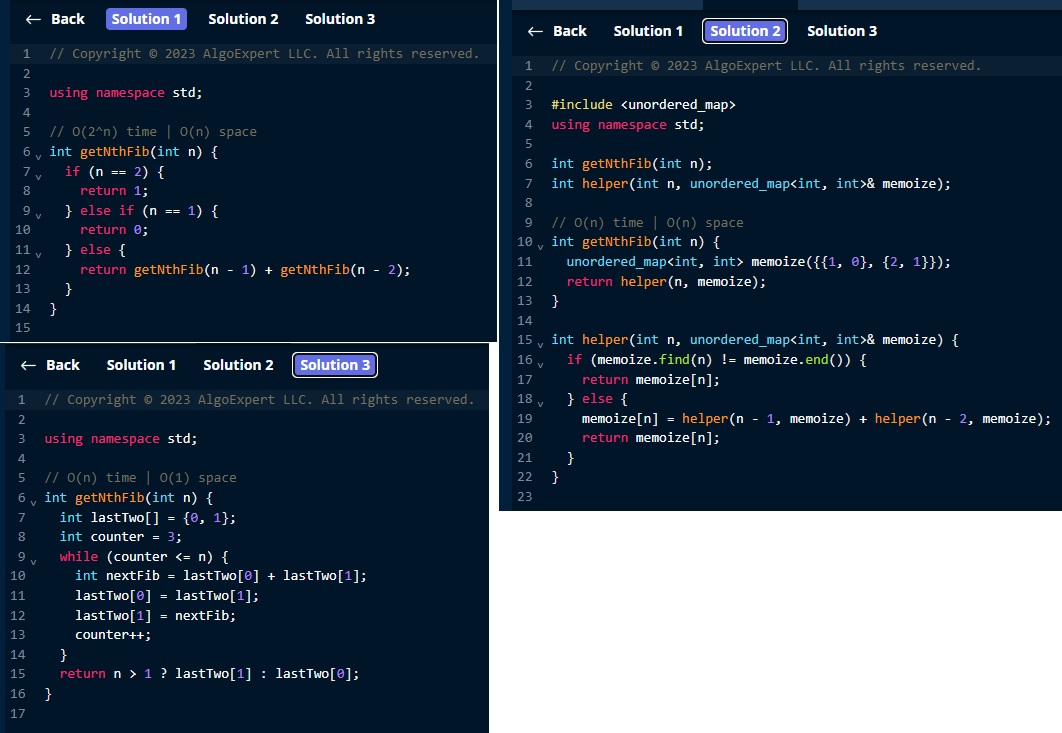 ← Back Solution 1 Solution 2 Solution 3
1 // Copyright © 2023 AlgoExpert LLC. All rights reserved.
2
3 using namespace std;
4
5 // O(2^n) time | O(n) space
6 int getNthFib(int n) {
7 if (n == 2) {
8 return 1;
9 } else if (n == 1) {
10 return 0;
11 } else {
12 return getNthFib(n - 1) + getNthFib(n - 2);
13 }
14 }
15
← Back Solution 1 Solution 2 Solution 3
1 // Copyright © 2023 AlgoExpert LLC. All rights reserved.
2
3 #include <unordered_map>
4 using namespace std;
5
6 int getNthFib(int n);
7 int helper(int n, unordered_map<int, int>& memoize);
8
9 // O(n) time | O(n) space
10 int getNthFib(int n) {
11 unordered_map<int, int> memoize({{1, 0}, {2, 1}});
12 return helper(n, memoize);
13 }
14
15 int helper(int n, unordered_map<int, int>& memoize) {
16 if (memoize.find(n) != memoize.end()) {
17 return memoize[n];
18 } else {
19 memoize[n] = helper(n - 1, memoize) + helper(n - 2, memoize);
20 return memoize[n];
21 }
22 }
23
← Back Solution 1 Solution 2 Solution 3
1 // Copyright © 2023 AlgoExpert LLC. All rights reserved.
2
3 using namespace std;
4
5 // O(n) time | O(1) space
6 int getNthFib(int n) {
7 int lastTwo[] = {0, 1};
8 int counter = 3;
9 while (counter <= n) {
10 int nextFib = lastTwo[0] + lastTwo[1];
11 lastTwo[0] = lastTwo[1];
12 lastTwo[1] = nextFib;
13 counter++;
14 }
15 return n > 1 ? lastTwo[1] : lastTwo[0];
16 }
17